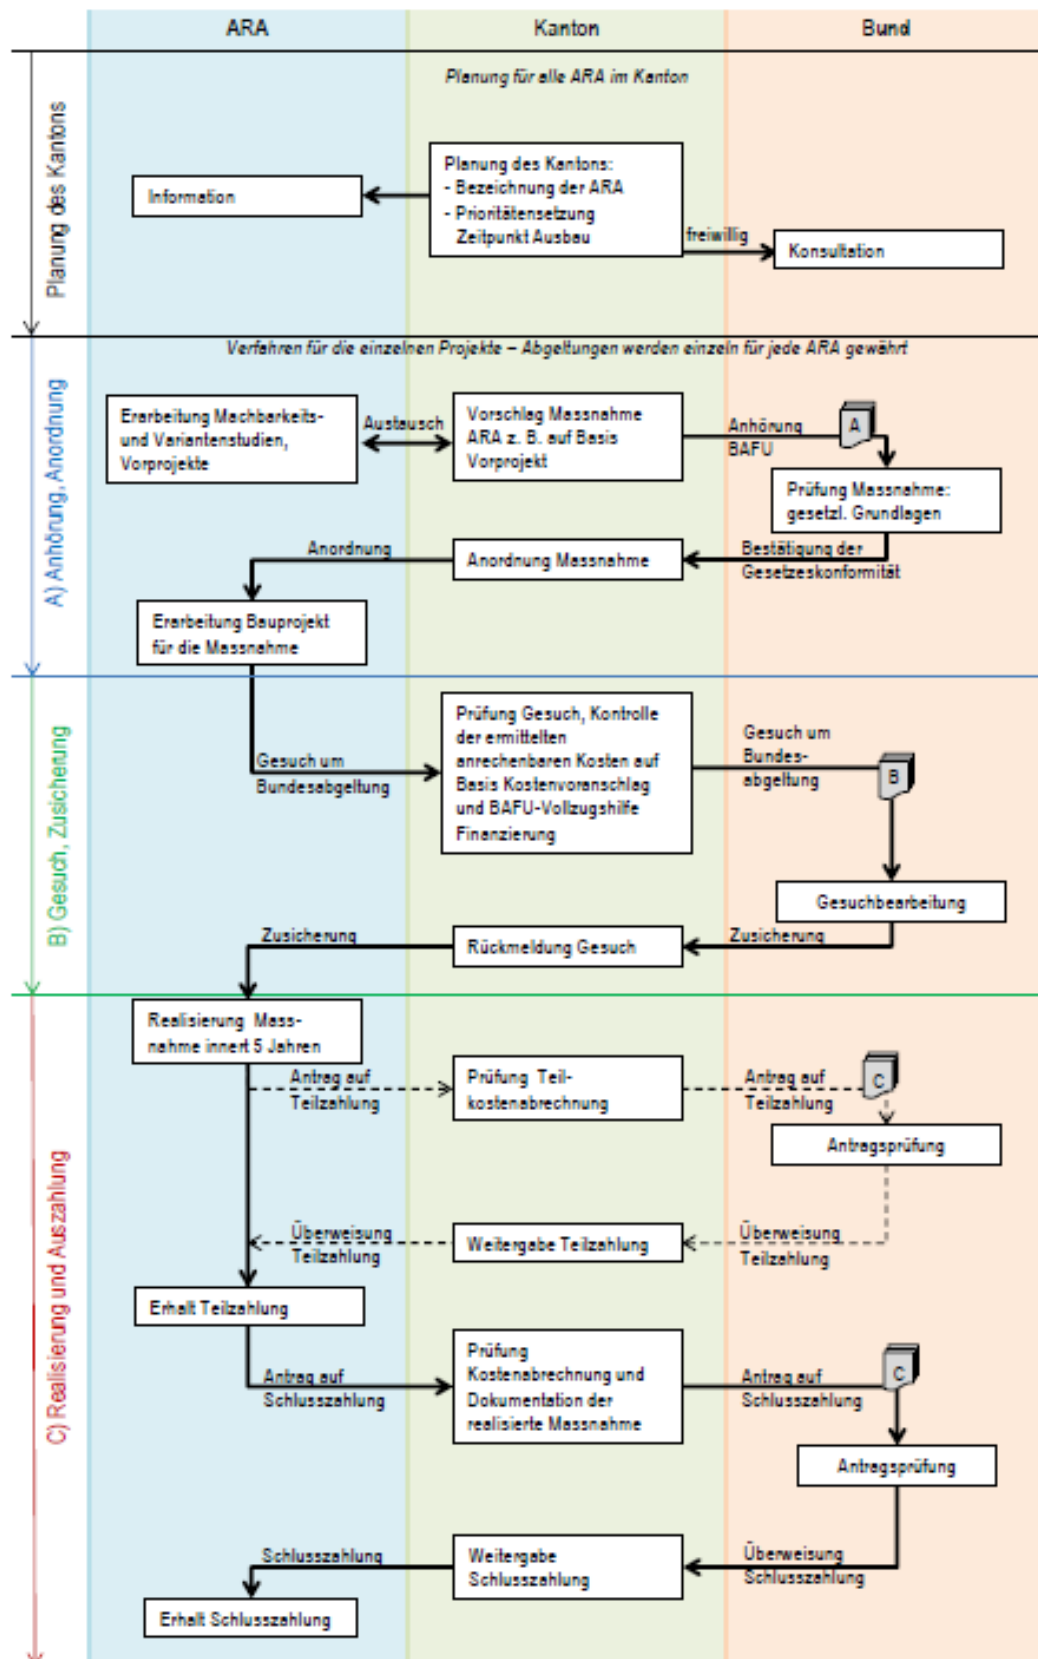 ARA
Kanton
Bund
Planung des Kantons
Planung für alle ARA im Kanton
Information
Planung des Kantons:
- Bezeichnung der ARA
- Prioritätensetzung
Zeitpunkt Ausbau
freiwillig
Konsultation
A) Anhörung, Anordnung
Verfahren für die einzelnen Projekte – Abgeltungen werden einzeln für jede ARA gewährt
Erarbeitung Machbarkeits-
und Variantenstudien,
Vorprojekte
Austausch
Vorschlag Massnahme
ARA z. B. auf Basis
Vorprojekt
Anhörung
BAFU
A
Prüfung Massnahme:
gesetzl. Grundlagen
Bestätigung der
Gesetzeskonformität
Anordnung Massnahme
Anordnung
Erarbeitung Bauprojekt
für die Massnahme
B) Gesuch, Zusicherung
Gesuch um
Bundesabgeltung
Prüfung Gesuch, Kontrolle
der ermittelten
anrechenbaren Kosten auf
Basis Kostenvoranschlag
und BAFU-Vollzugshilfe
Finanzierung
Gesuch um
Bundes-
abgeltung
B
Gesuchbearbeitung
Zusicherung
Rückmeldung Gesuch
Zusicherung
C) Realisierung und Auszahlung
Realisierung Mass-
nahme innert 5 Jahren
Antrag auf
Teilzahlung
Prüfung Teil-
kostenabrechnung
Antrag auf
Teilzahlung
C
Antragsprüfung
Überweisung
Teilzahlung
Weitergabe Teilzahlung
Überweisung
Teilzahlung
Erhalt Teilzahlung
Antrag auf
Schlusszahlung
Prüfung
Kostenabrechnung und
Dokumentation der
realisierte Massnahme
Antrag auf
Schlusszahlung
C
Antragsprüfung
Überweisung
Schlusszahlung
Weitergabe
Schlusszahlung
Schlusszahlung
Erhalt Schlusszahlung